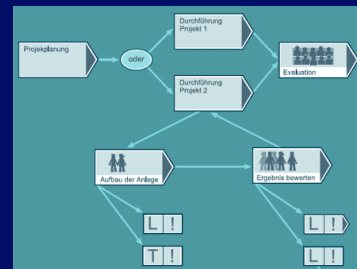 Durchführung
Projekt 1
Projekplanung
oder
Evaluation
Durchführung
Projekt 2
Aufbau der Anlage
Ergebnis bewerten
L !
L !
T !
L !